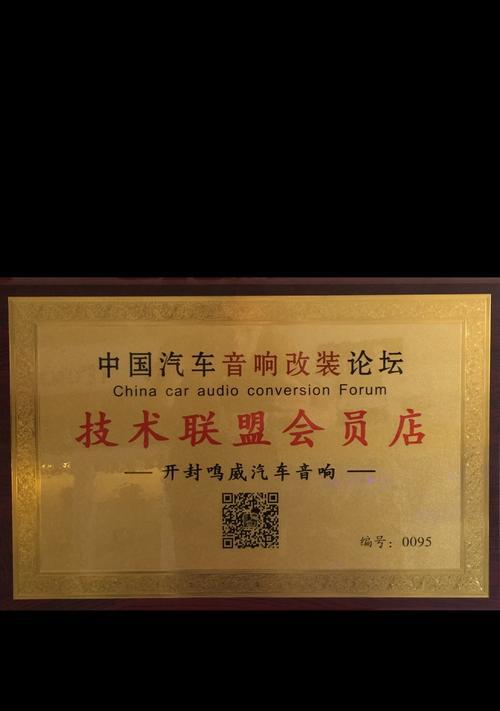 中国汽车音响改装论坛
China car audio conversion Forum
技术联盟会员店
— 开封鸣威汽车音响 —
编号：0095